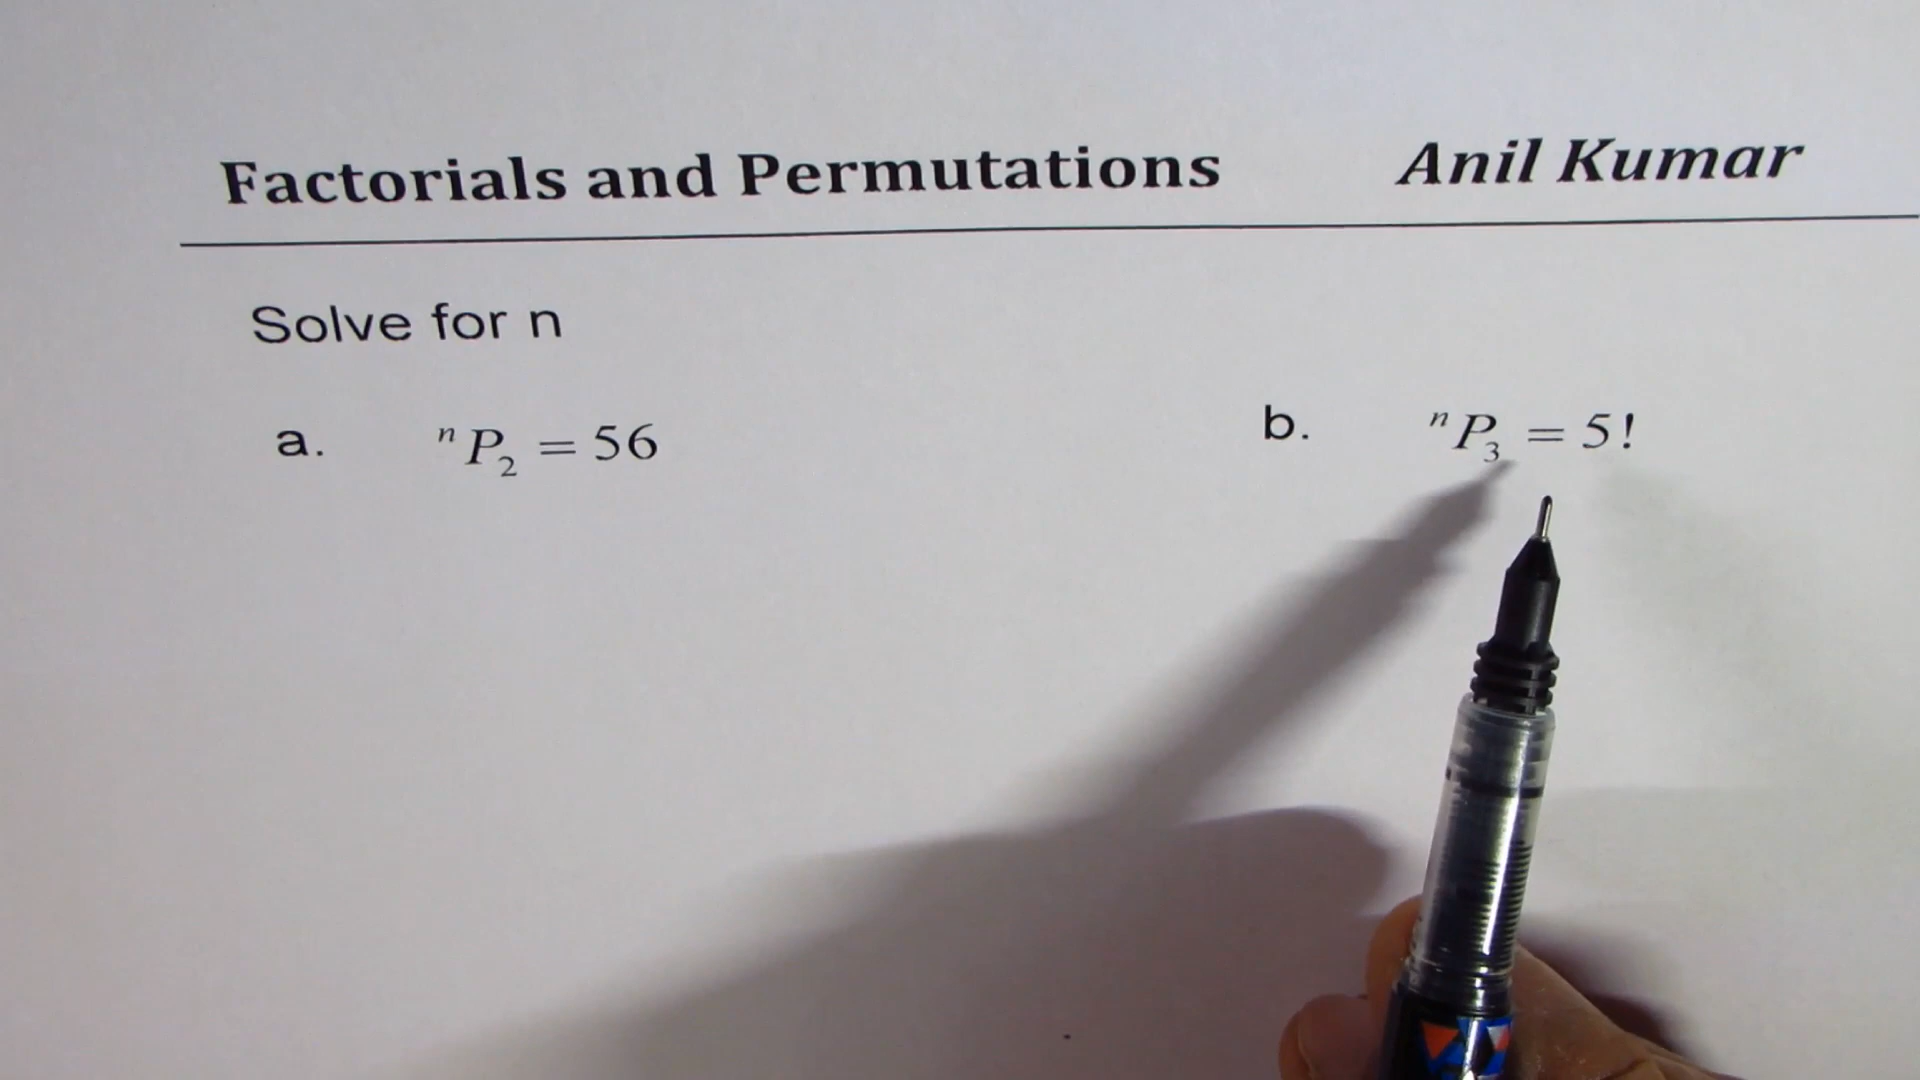 Factorials and Permutations Anil Kumar
Solve for n
a. ⁿP₂ = 56 b. ⁿP₃ = 5!